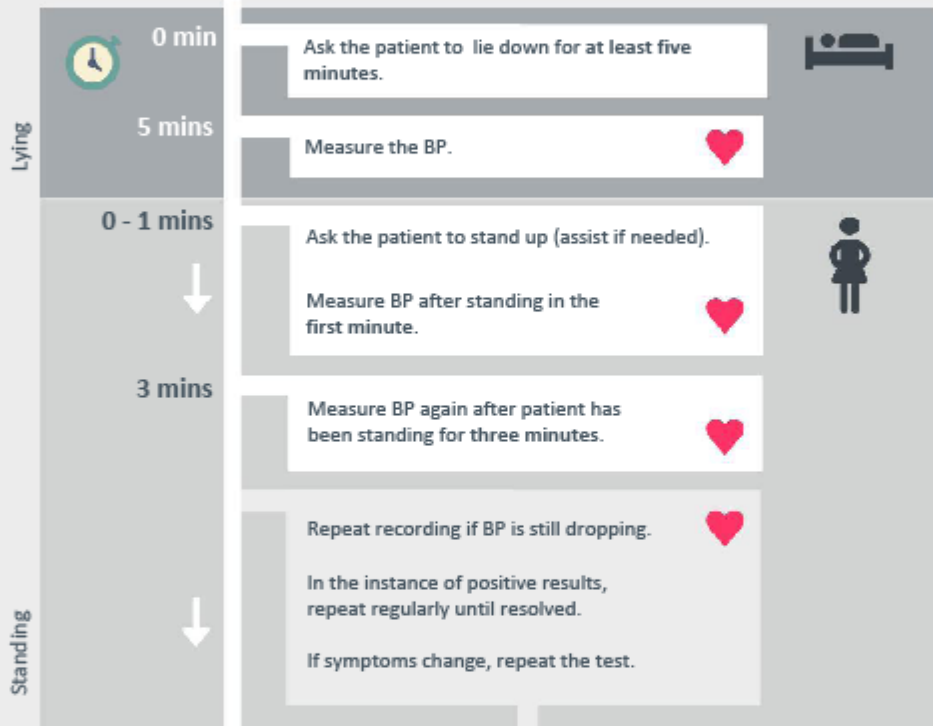 Lying
0 min
Ask the patient to lie down for at least five
minutes.
5 mins
Measure the BP.
0 - 1 mins
Ask the patient to stand up (assist if needed).
Measure BP after standing in the
first minute.
3 mins
Measure BP again after patient has
been standing for three minutes.
Standing
Repeat recording if BP is still dropping.
In the instance of positive results,
repeat regularly until resolved.
If symptoms change, repeat the test.